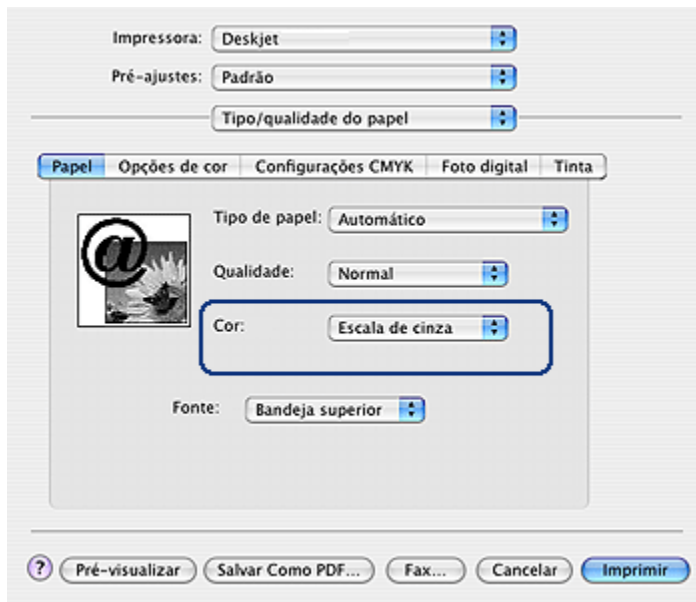 Impressora: Deskjet
Pré-ajustes: Padrão
Tipo/qualidade do papel
Papel Opções de cor Configurações CMYK Foto digital Tinta
@
Tipo de papel: Automático
Qualidade: Normal
Cor: Escala de cinza
Fonte: Bandeja superior
? Pré-visualizar Salvar Como PDF... Fax... Cancelar Imprimir